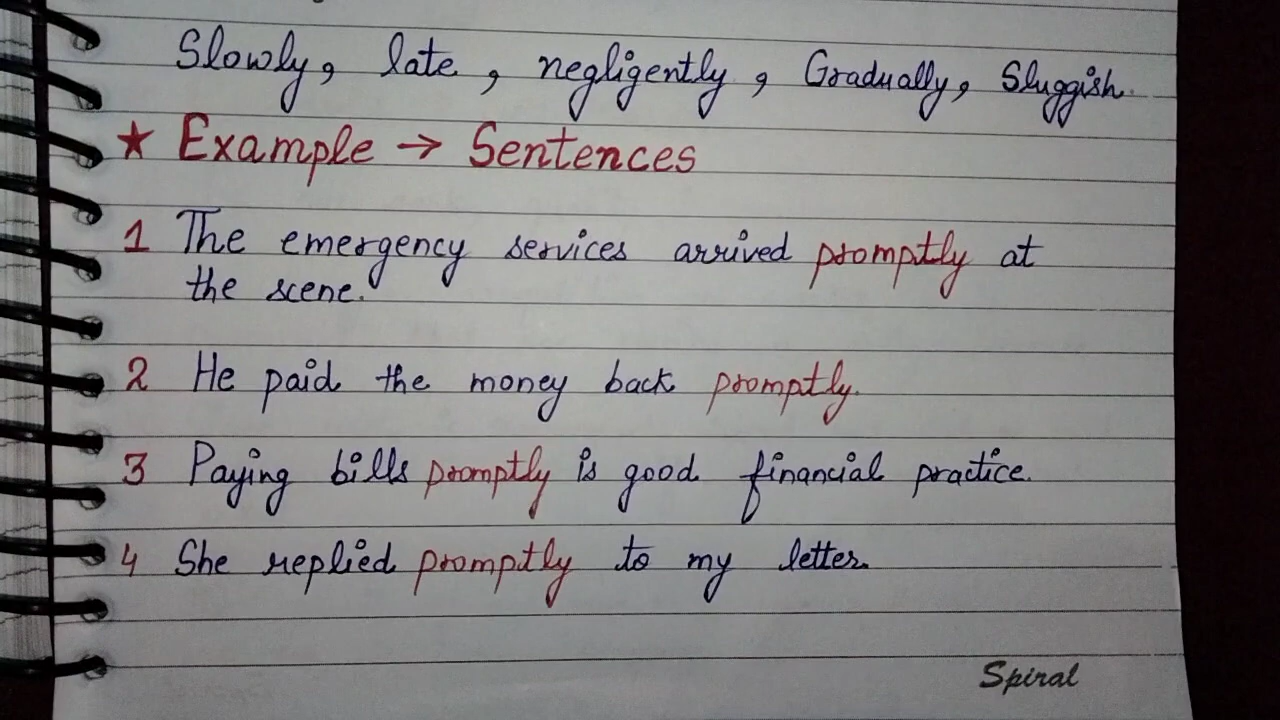 Slowly, late, negligently, Gradually, Sluggish.
★ Example → Sentences
1 The emergency services arrived promptly at
the scene.
2 He paid the money back promptly.
3 Paying bills promptly is good financial practice.
4 She replied promptly to my letter.
Spiral